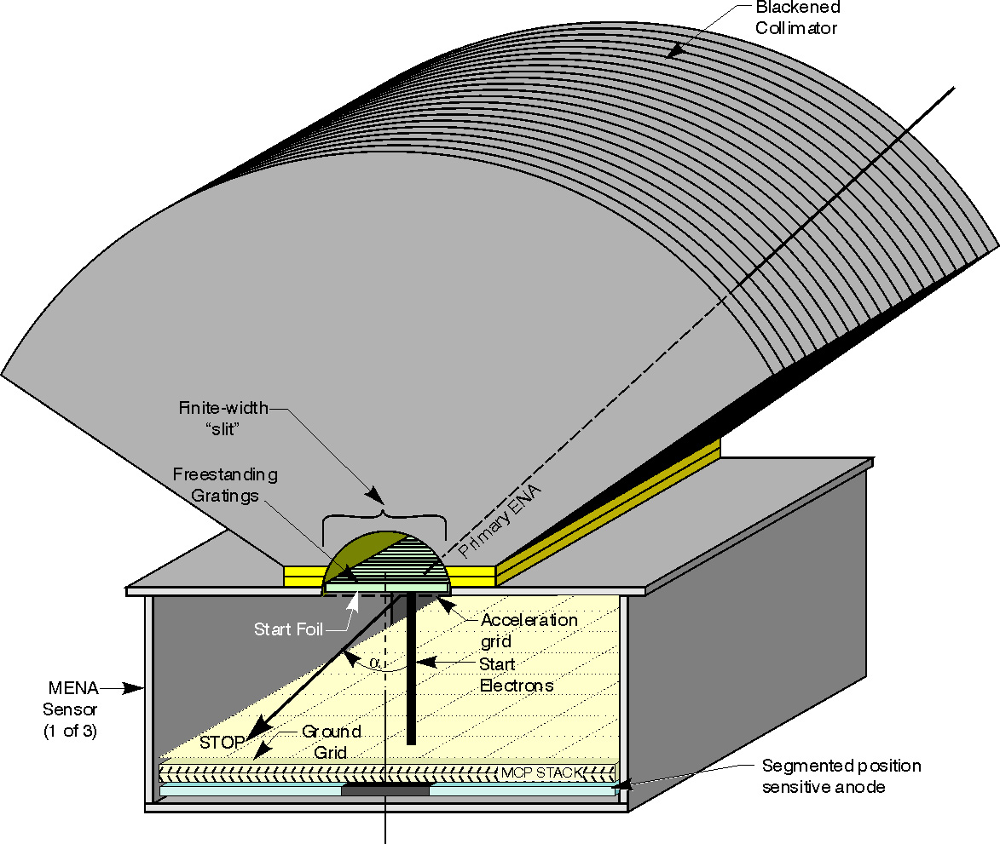 Blackened
Collimator
Finite-width
“slit”
Freestanding
Gratings
Primary ENA
Start Foil
Acceleration
grid
α
Start
Electrons
MENA
Sensor
(1 of 3)
STOP
Ground
Grid
MCP STACK
Segmented position
sensitive anode